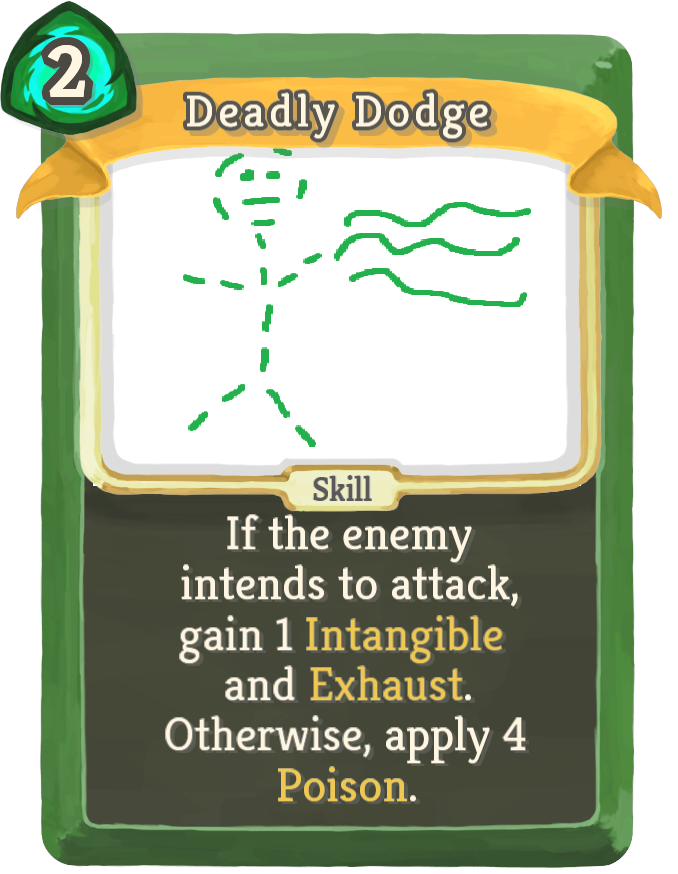 2
Deadly Dodge
Skill
If the enemy
intends to attack,
gain 1 Intangible
and Exhaust.
Otherwise, apply 4
Poison.